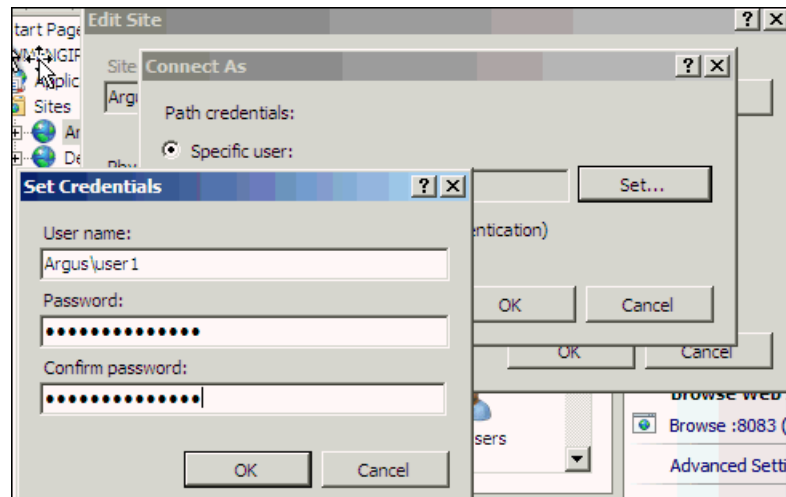 tart Page
Edit Site
Site
Connect As
Applic
Sites
Path credentials:
Specific user:
Set Credentials
Set...
User name:
entication)
Argus\user1
Password:
OK
Cancel
Confirm password:
OK
Cancel
sers
Browse Web
Browse :8083 (
OK
Cancel
Advanced Setti